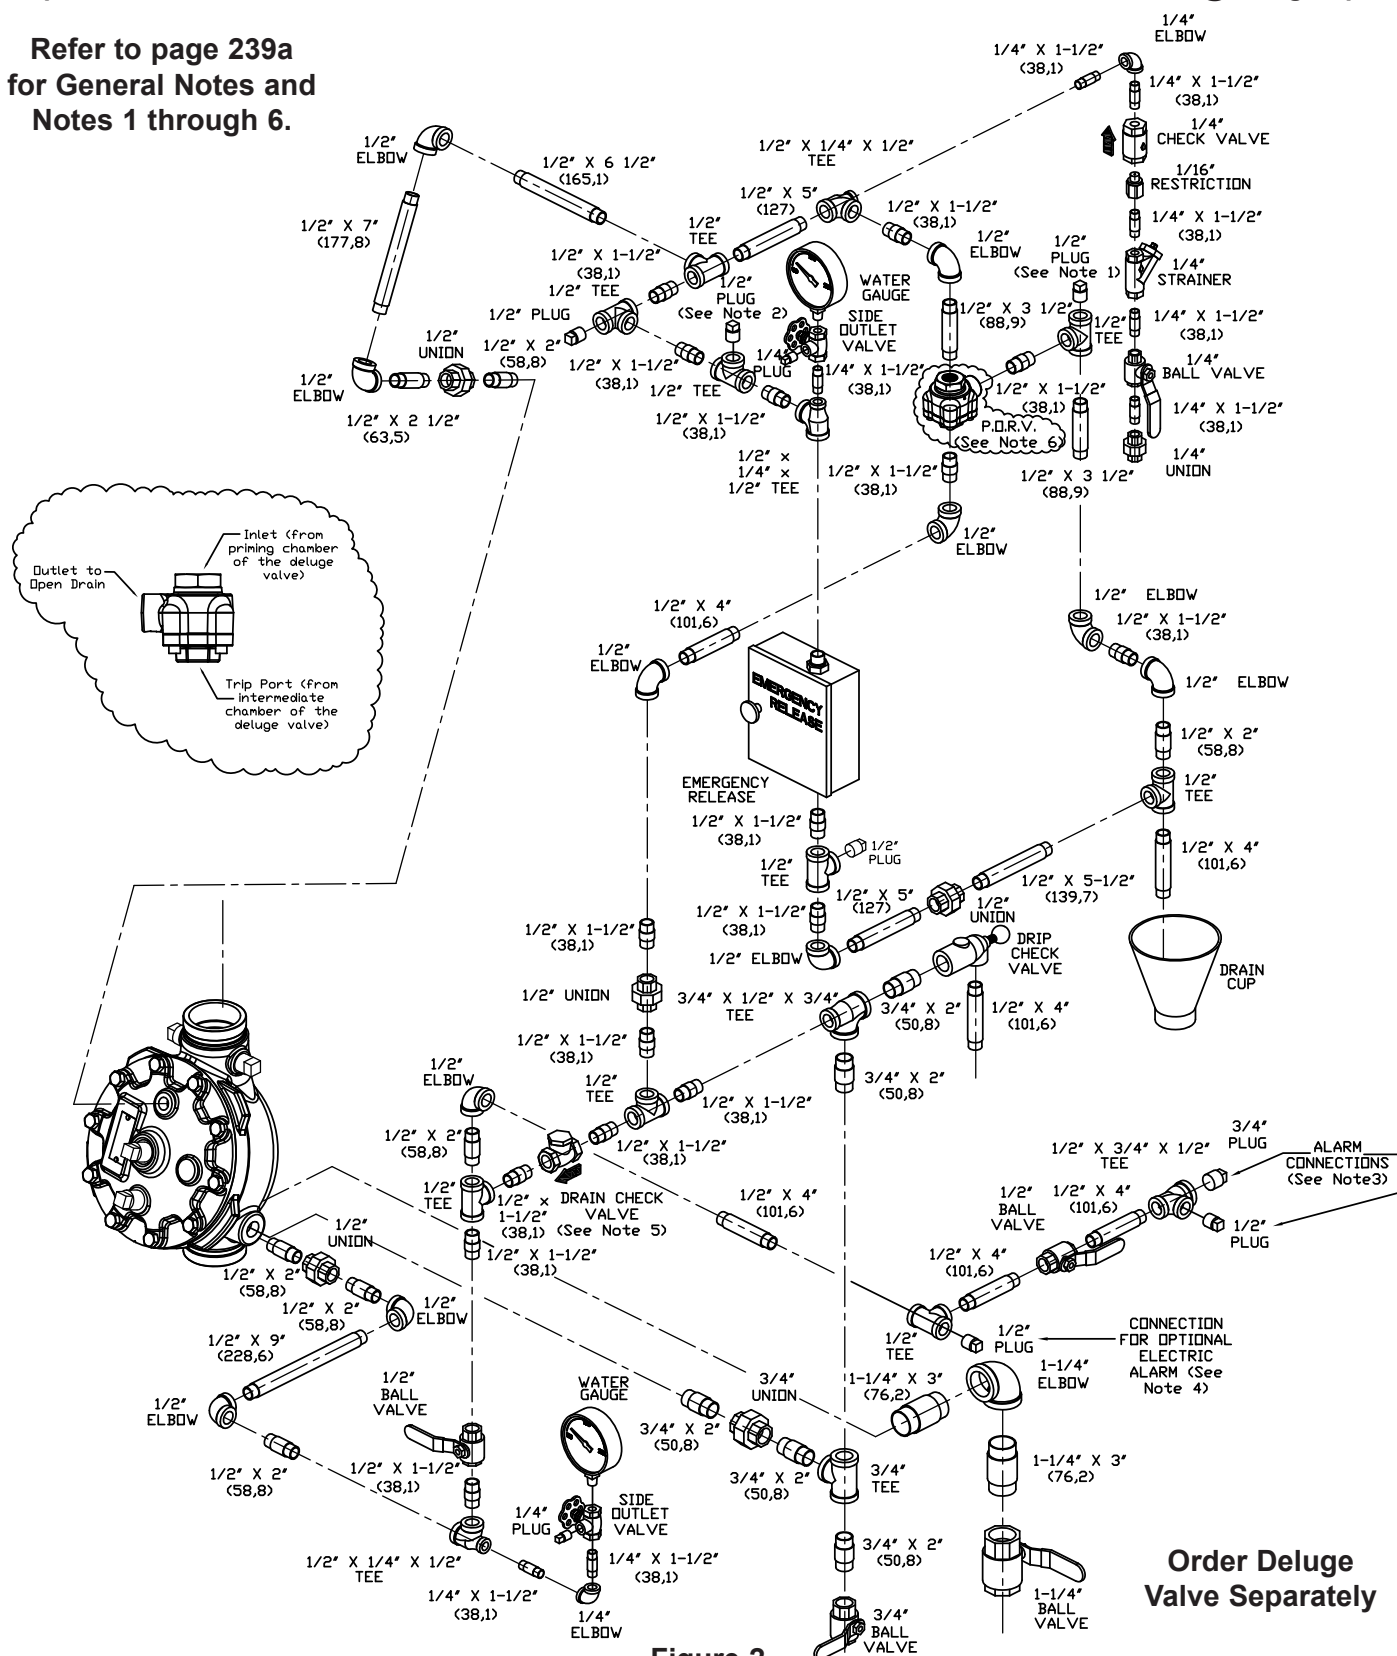 Refer to page 239a
for General Notes and
Notes 1 through 6.
1/4"
ELBOW
1/4" X 1-1/2"
(38,1)
1/4" X 1-1/2"
(38,1)
1/4"
CHECK VALVE
1/16"
RESTRICTION
1/4" X 1-1/2"
(38,1)
1/4"
STRAINER
1/4" X 1-1/2"
(38,1)
1/4"
BALL VALVE
1/4" X 1-1/2"
(38,1)
1/4"
UNION
1/2"
ELBOW
1/2" X 6 1/2"
(165,1)
1/2" X 7"
(177,8)
1/2" X 1/4" X 1/2"
TEE
1/2" X 5"
(127)
1/2" X 1-1/2"
(38,1)
1/2"
TEE
1/2"
ELBOW
1/2"
PLUG
(See Note 1)
1/2" X 1-1/2"
(38,1)
1/2" TEE
1/2" PLUG
1/2"
PLUG
(See Note 2)
WATER
GAUGE
SIDE
OUTLET
VALVE
1/2" X 3 1/2"
(88,9)
1/2"
TEE
1/2"
UNION
1/2" X 2"
(58,8)
1/2" X 1-1/2"
(38,1)
1/4"
PLUG
1/4" X 1-1/2"
(38,1)
1/2" TEE
1/2"
ELBOW
1/2" X 2 1/2"
(63,5)
1/2" X 1-1/2"
(38,1)
1/2" X 1-1/2"
(38,1)
P.O.R.V.
(See Note 6)
1/2" x
1/4" x
1/2" TEE
1/2" X 1-1/2"
(38,1)
1/2" X 3 1/2"
(88,9)
1/2"
ELBOW
Inlet (from
priming chamber
of the deluge
valve)
Outlet to
Open Drain
Trip Port (from
intermediate
chamber of the
deluge valve)
1/2" X 4"
(101,6)
1/2"
ELBOW
1/2" ELBOW
1/2" X 1-1/2"
(38,1)
1/2" ELBOW
EMERGENCY
RELEASE
1/2" X 2"
(58,8)
1/2"
TEE
EMERGENCY
RELEASE
1/2" X 1-1/2"
(38,1)
1/2"
PLUG
1/2"
TEE
1/2" X 4"
(101,6)
1/2" X 5"
(127)
1/2" X 5-1/2"
(139,7)
1/2"
UNION
1/2" X 1-1/2"
(38,1)
1/2" X 1-1/2"
(38,1)
1/2" ELBOW
DRIP
CHECK
VALVE
DRAIN
CUP
1/2" UNION
3/4" X 1/2" X 3/4"
TEE
3/4" X 2"
(50,8)
1/2" X 4"
(101,6)
1/2" X 1-1/2"
(38,1)
1/2"
ELBOW
1/2"
TEE
3/4" X 2"
(50,8)
1/2" X 1-1/2"
(38,1)
1/2" X 2"
(58,8)
1/2" X 1-1/2"
(38,1)
3/4"
PLUG
1/2" X 3/4" X 1/2"
TEE
ALARM
CONNECTIONS
(See Note3)
1/2"
TEE
1/2" x
1-1/2"
(38,1)
DRAIN CHECK
VALVE
(See Note 5)
1/2" X 4"
(101,6)
1/2"
BALL
VALVE
1/2" X 4"
(101,6)
1/2"
PLUG
1/2"
UNION
1/2" X 1-1/2"
(38,1)
1/2" X 4"
(101,6)
1/2" X 2"
(58,8)
1/2" X 2"
(58,8)
1/2"
ELBOW
1/2" X 9"
(228,6)
1/2"
TEE
1/2"
PLUG
CONNECTION
FOR OPTIONAL
ELECTRIC
ALARM (See
Note 4)
1/2"
ELBOW
1/2"
BALL
VALVE
WATER
GAUGE
3/4"
UNION
1-1/4" X 3"
(76,2)
1-1/4"
ELBOW
3/4" X 2"
(50,8)
1/2" X 2"
(58,8)
1/2" X 1-1/2"
(38,1)
3/4" X 2"
(50,8)
3/4"
TEE
1-1/4" X 3"
(76,2)
1/4"
PLUG
SIDE
OUTLET
VALVE
3/4" X 2"
(50,8)
1/2" X 1/4" X 1/2"
TEE
1/4" X 1-1/2"
(38,1)
1/4" X 1-1/2"
(38,1)
1/4"
ELBOW
3/4"
BALL
VALVE
1-1/4"
BALL
VALVE
Order Deluge
Valve Separately